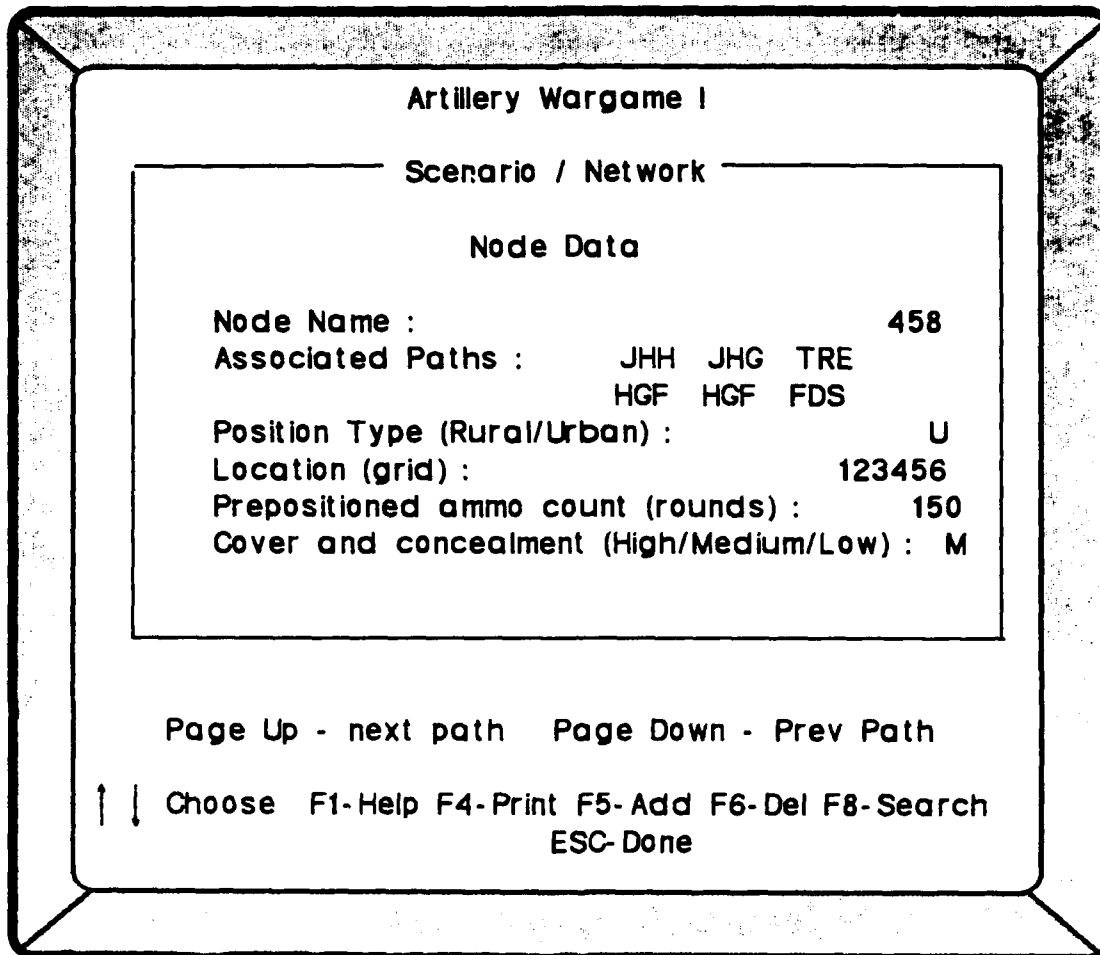 Artillery Wargame I
Scenario / Network
Node Data
Node Name : 458
Associated Paths : JHH JHG TRE
HGF HGF FDS
Position Type (Rural/Urban) : U
Location (grid) : 123456
Prepositioned ammo count (rounds) : 150
Cover and concealment (High/Medium/Low) : M
Page Up - next path Page Down - Prev Path
↑ ↓ Choose F1-Help F4-Print F5-Add F6-Del F8-Search
ESC-Done